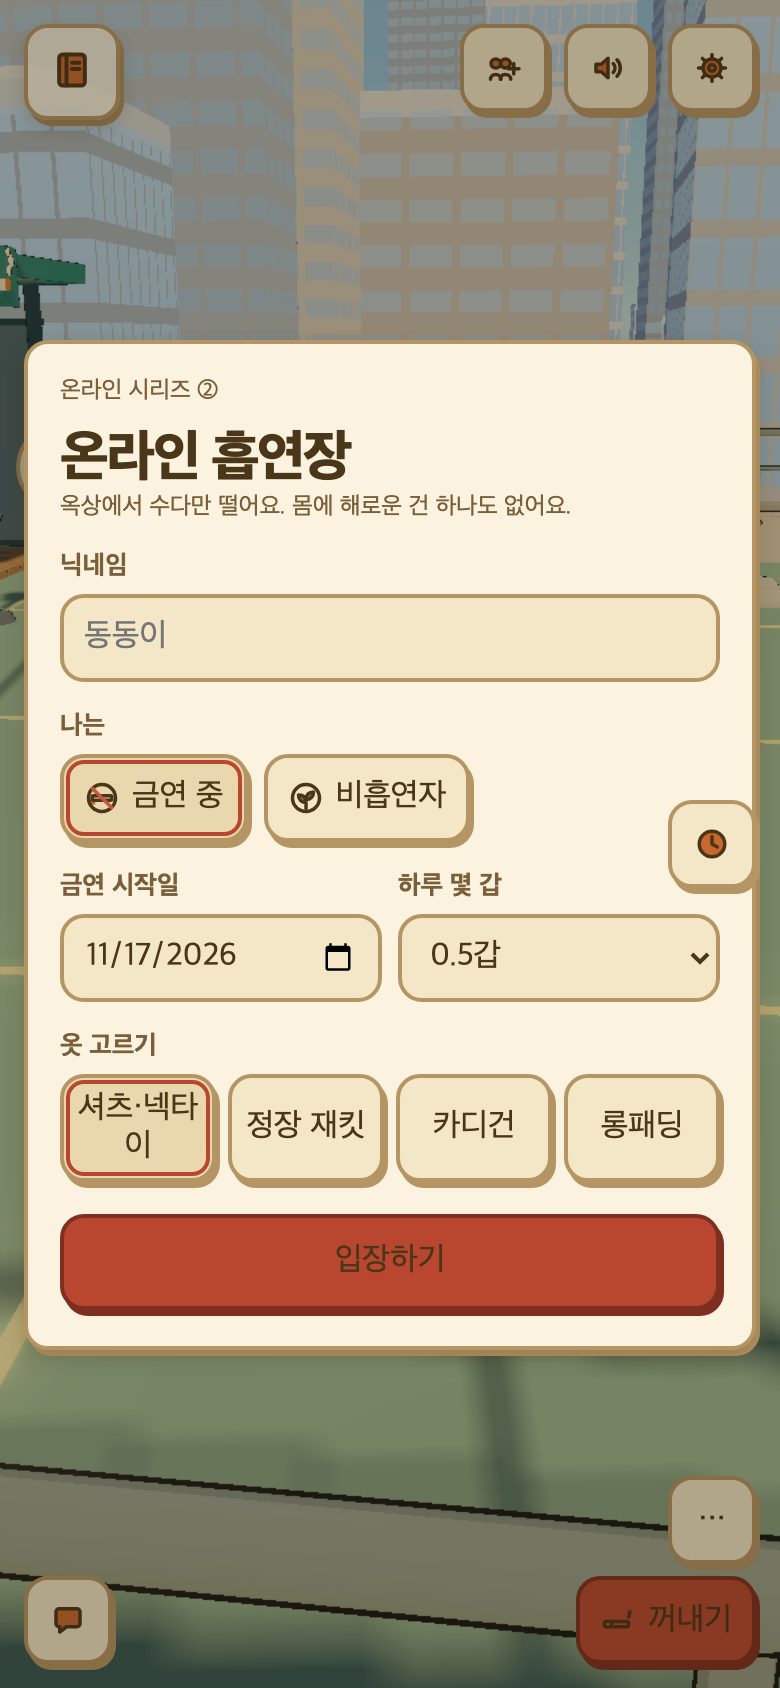 온라인 시리즈 ②
온라인 흡연장
옥상에서 수다만 떨어요. 몸에 해로운 건 하나도 없어요.
닉네임
동동이
나는
금연 중
비흡연자
금연 시작일
하루 몇 갑
11/17/2026
0.5갑
옷 고르기
셔츠·넥타
이
정장 재킷
카디건
롱패딩
입장하기
...
꺼내기